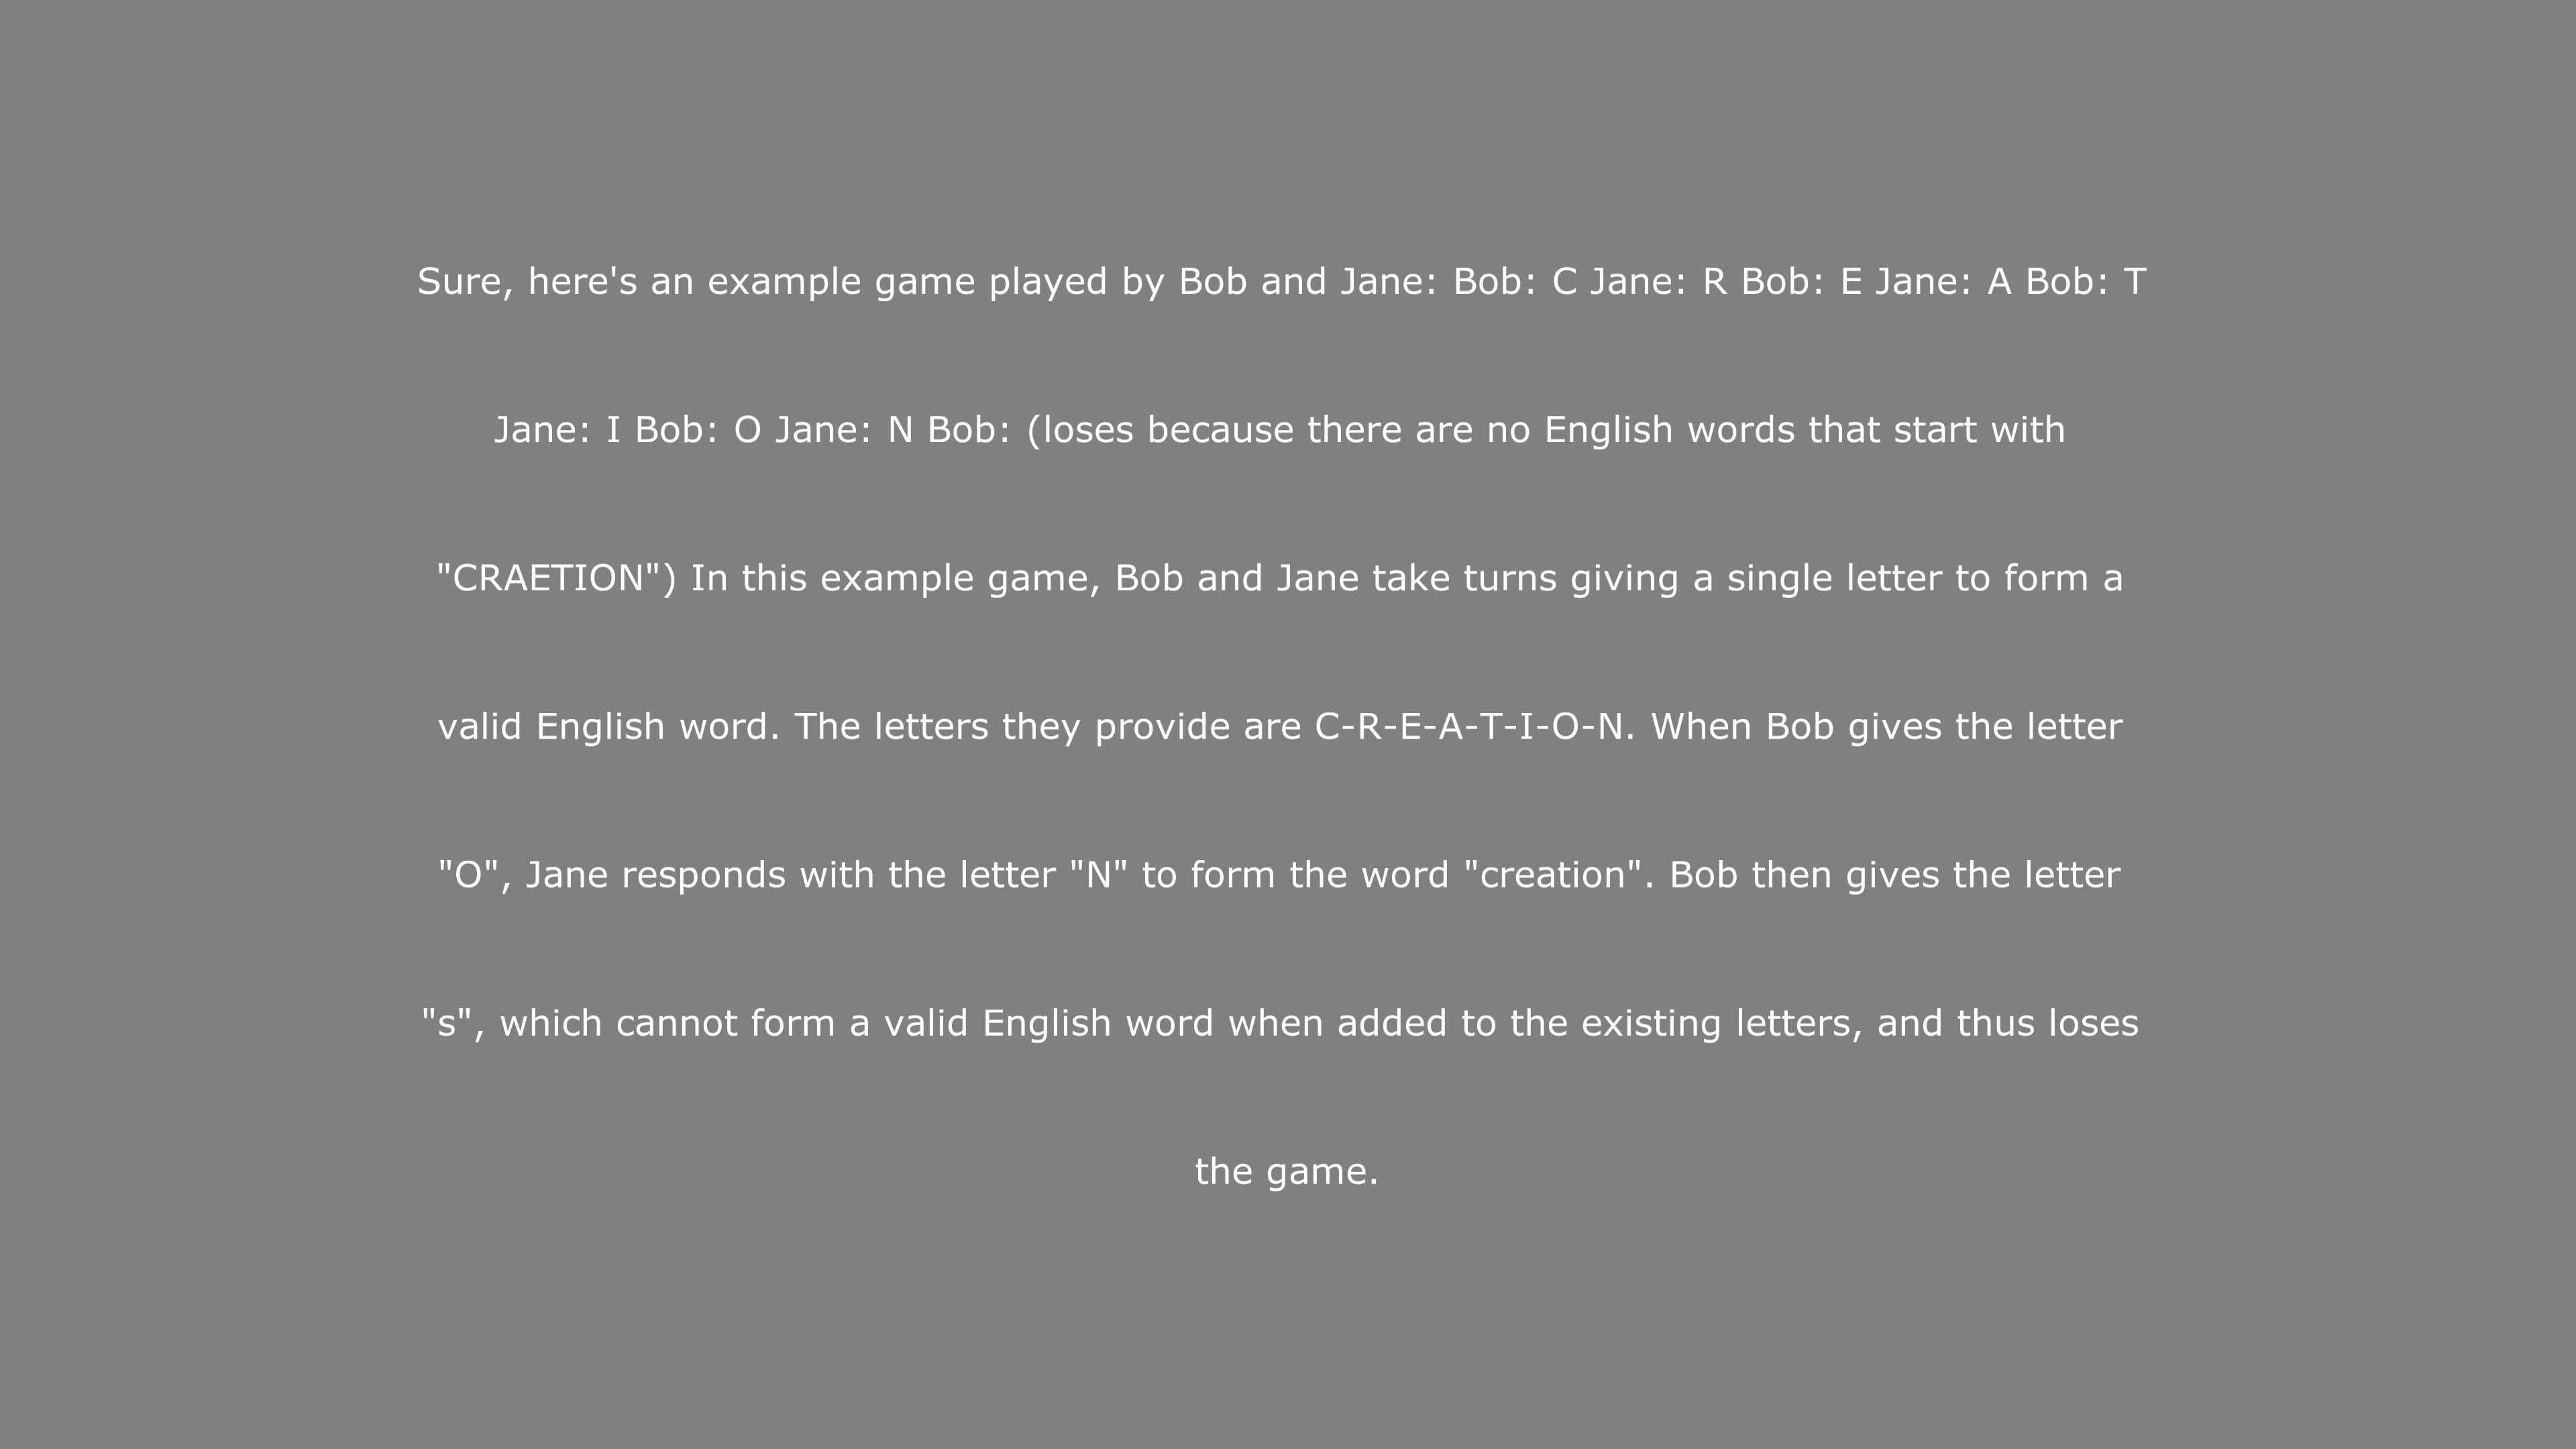 Sure, here's an example game played by Bob and Jane: Bob: C Jane: R Bob: E Jane: A Bob: T
Jane: I Bob: O Jane: N Bob: (loses because there are no English words that start with
"CRAETION") In this example game, Bob and Jane take turns giving a single letter to form a
valid English word. The letters they provide are C-R-E-A-T-I-O-N. When Bob gives the letter
"O", Jane responds with the letter "N" to form the word "creation". Bob then gives the letter
"s", which cannot form a valid English word when added to the existing letters, and thus loses
the game.